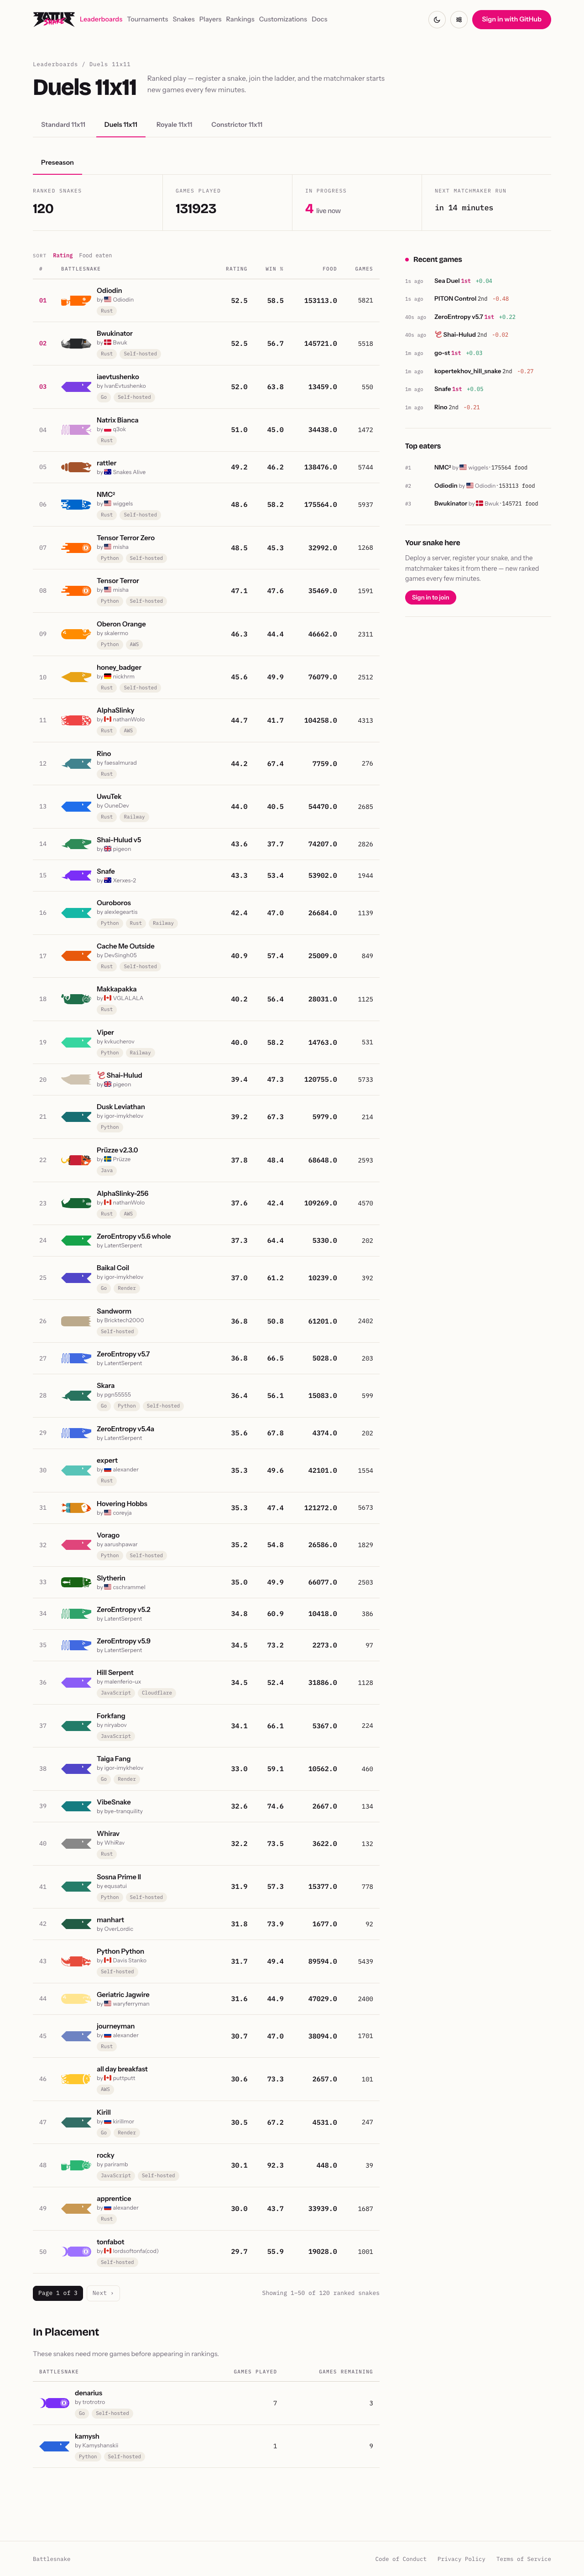 BATTLE SNAKE
Leaderboards Tournaments Snakes Players Rankings Customizations Docs
Sign in with GitHub
Leaderboards / Duels 11x11
Duels 11x11
Ranked play — register a snake, join the ladder, and the matchmaker starts
new games every few minutes.
Standard 11x11 Duels 11x11 Royale 11x11 Constrictor 11x11
Preseason
RANKED SNAKES GAMES PLAYED IN PROGRESS NEXT MATCHMAKER RUN
120 131923 4 live now in 14 minutes
SORT Rating Food eaten
# BATTLESNAKE RATING WIN % FOOD GAMES
01 Odiodin 52.5 58.5 153113.0 5821
by Odiodin
Rust
02 Bwukinator 52.5 56.7 145721.0 5518
by Bwuk
Rust Self-hosted
03 iaevtushenko 52.0 63.8 13459.0 550
by IvanEvtushenko
Go Self-hosted
04 Natrix Bianca 51.0 45.0 34438.0 1472
by q3ok
Rust
05 rattler 49.2 46.2 138476.0 5744
by Snakes Alive
06 NMC² 48.6 58.2 175564.0 5937
by wiggels
Rust Self-hosted
07 Tensor Terror Zero 48.5 45.3 32992.0 1268
by misha
Python Self-hosted
08 Tensor Terror 47.1 47.6 35469.0 1591
by misha
Python Self-hosted
09 Oberon Orange 46.3 44.4 46662.0 2311
by skaiermo
Python AWS
10 honey_badger 45.6 49.9 76079.0 2512
by nickhrm
Rust Self-hosted
11 AlphaSlinky 44.7 41.7 104258.0 4313
by nathanWolo
Rust AWS
12 Rino 44.2 67.4 7759.0 276
by faesalmurad
Rust
13 UwuTek 44.0 40.5 54470.0 2685
by OuneDev
Rust Railway
14 Shai-Hulud v5 43.6 37.7 74207.0 2826
by pigeon
15 Snafe 43.3 53.4 53902.0 1944
by Xerxes-2
16 Ouroboros 42.4 47.0 26684.0 1139
by alexlegeartis
Python Rust Railway
17 Cache Me Outside 40.9 57.4 25009.0 849
by DevSingh05
Rust Self-hosted
18 Makkapakka 40.2 56.4 28031.0 1125
by VGLALALA
Rust
19 Viper 40.0 58.2 14763.0 531
by kvkucherov
Python Railway
20 Shai-Hulud 39.4 47.3 120755.0 5733
by pigeon
21 Dusk Leviathan 39.2 67.3 5979.0 214
by igor-mykhelov
Python
22 Prüzze v2.3.0 37.8 48.4 68648.0 2593
by Prüzze
Java
23 AlphaSlinky-256 37.6 42.4 109269.0 4570
by nathanWolo
Rust AWS
24 ZeroEntropy v5.6 whole 37.3 64.4 5330.0 202
by LatentSerpent
25 Baikal Coil 37.0 61.2 10239.0 392
by igor-mykhelov
Go Render
26 Sandworm 36.8 50.8 61201.0 2402
by Bricktech2000
Self-hosted
27 ZeroEntropy v5.7 36.8 66.5 5028.0 203
by LatentSerpent
28 Skara 36.4 56.1 15083.0 599
by pgn55555
Go Python Self-hosted
29 ZeroEntropy v5.4a 35.6 67.8 4374.0 202
by LatentSerpent
30 expert 35.3 49.6 42101.0 1554
by alexander
Rust
31 Hovering Hobbs 35.3 47.4 121272.0 5673
by coreyja
32 Vorago 35.2 54.8 26586.0 1829
by aarushpawar
Python Self-hosted
33 Slytherin 35.0 49.9 66077.0 2503
by cschrammel
34 ZeroEntropy v5.2 34.8 60.9 10418.0 386
by LatentSerpent
35 ZeroEntropy v5.9 34.5 73.2 2273.0 97
by LatentSerpent
36 Hill Serpent 34.5 52.4 31886.0 1128
by malenferio-ux
JavaScript Cloudflare
37 Forkfang 34.1 66.1 5367.0 224
by niryabov
JavaScript
38 Taiga Fang 33.0 59.1 10562.0 460
by igor-mykhelov
Go Render
39 VibeSnake 32.6 74.6 2667.0 134
by bye-tranquility
40 Whirav 32.2 73.5 3622.0 132
by WhiRav
Rust
41 Sosna Prime II 31.9 57.3 15377.0 778
by equsatui
Python Self-hosted
42 manhart 31.8 73.9 1677.0 92
by OverLordic
43 Python Python 31.7 49.4 89594.0 5439
by Davis Stanko
Self-hosted
44 Geriatric Jagwire 31.6 44.9 47029.0 2400
by waryferryman
45 journeyman 30.7 47.0 38094.0 1701
by alexander
Rust
46 all day breakfast 30.6 73.3 2657.0 101
by puttputt
AWS
47 Kirill 30.5 67.2 4531.0 247
by kirillmor
Go Render
48 rocky 30.1 92.3 448.0 39
by pariramb
JavaScript Self-hosted
49 apprentice 30.0 43.7 33939.0 1687
by alexander
Rust
50 tonfabot 29.7 55.9 19028.0 1001
by lordsoftonfa(cod)
Self-hosted
Page 1 of 3 Next › Showing 1–50 of 120 ranked snakes
Recent games
1s ago Sea Duel 1st +0.04
1s ago PITON Control 2nd -0.48
40s ago ZeroEntropy v5.7 1st +0.22
40s ago Shai-Hulud 2nd -0.02
1m ago go-st 1st +0.03
1m ago kopertekhov_hill_snake 2nd -0.27
1m ago Snafe 1st +0.05
1m ago Rino 2nd -0.21
Top eaters
#1 NMC² by wiggels · 175564 food
#2 Odiodin by Odiodin · 153113 food
#3 Bwukinator by Bwuk · 145721 food
Your snake here
Deploy a server, register your snake, and the
matchmaker takes it from there — new ranked
games every few minutes.
Sign in to join
In Placement
These snakes need more games before appearing in rankings.
BATTLESNAKE GAMES PLAYED GAMES REMAINING
denarius 7 3
by trotrotro
Go Self-hosted
kamysh 1 9
by Kamyshanskii
Python Self-hosted
Battlesnake Code of Conduct Privacy Policy Terms of Service